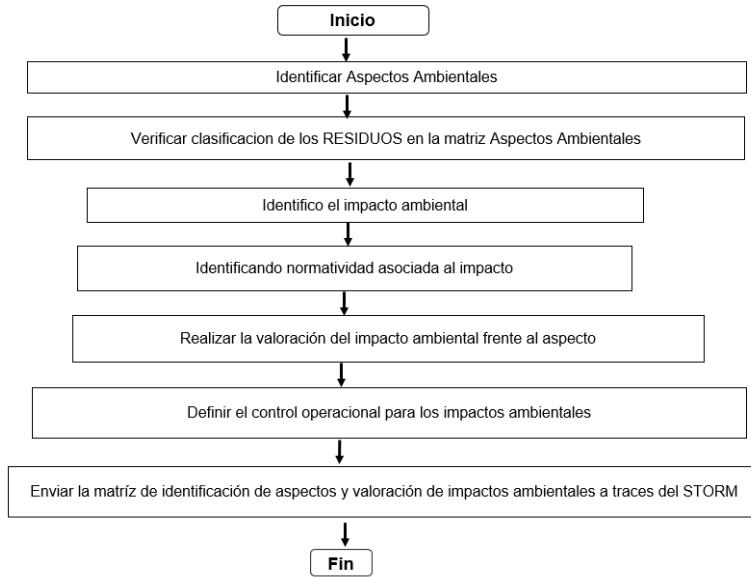 Inicio
Identificar Aspectos Ambientales
Verificar clasificacion de los RESIDUOS en la matriz Aspectos Ambientales
Identifico el impacto ambiental
Identificando normatividad asociada al impacto
Realizar la valoración del impacto ambiental frente al aspecto
Definir el control operacional para los impactos ambientales
Enviar la matríz de identificación de aspectos y valoración de impactos ambientales a traces del STORM
Fin